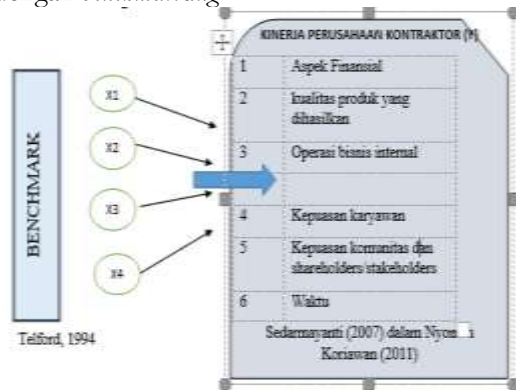 KINERJA PERUSAHAAN KONTRAKTOR (Y)
1 Aspek Finansial
2 kualitas produk yang
dihasilkan
3 Operasi bisnis internal
4 Kepuasan karyawan
5 Kepuasan komunitas dan
shareholders/stakeholders
6 Waktu
Sedarmayanti (2007) dalam
Koriawan (2011)
BENCHMARK
X1
X2
X3
X4
Telford, 1994